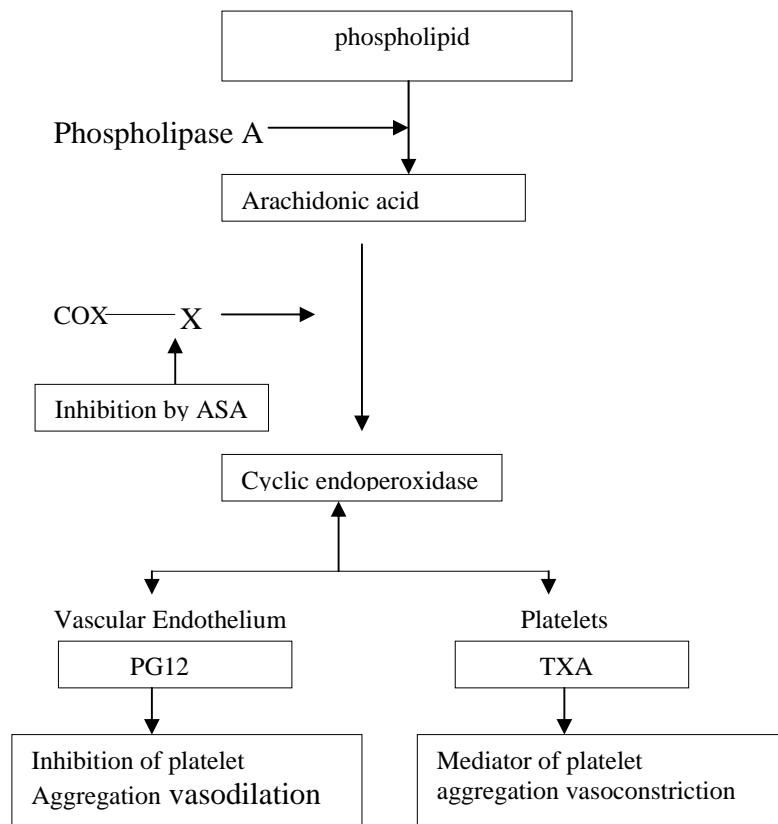 phospholipid
Phospholipase A
Arachidonic acid
COX
X
Inhibition by ASA
Cyclic endoperoxidase
Vascular Endothelium
Platelets
PG12
TXA
Inhibition of platelet
Aggregation vasodilation
Mediator of platelet
aggregation vasoconstriction